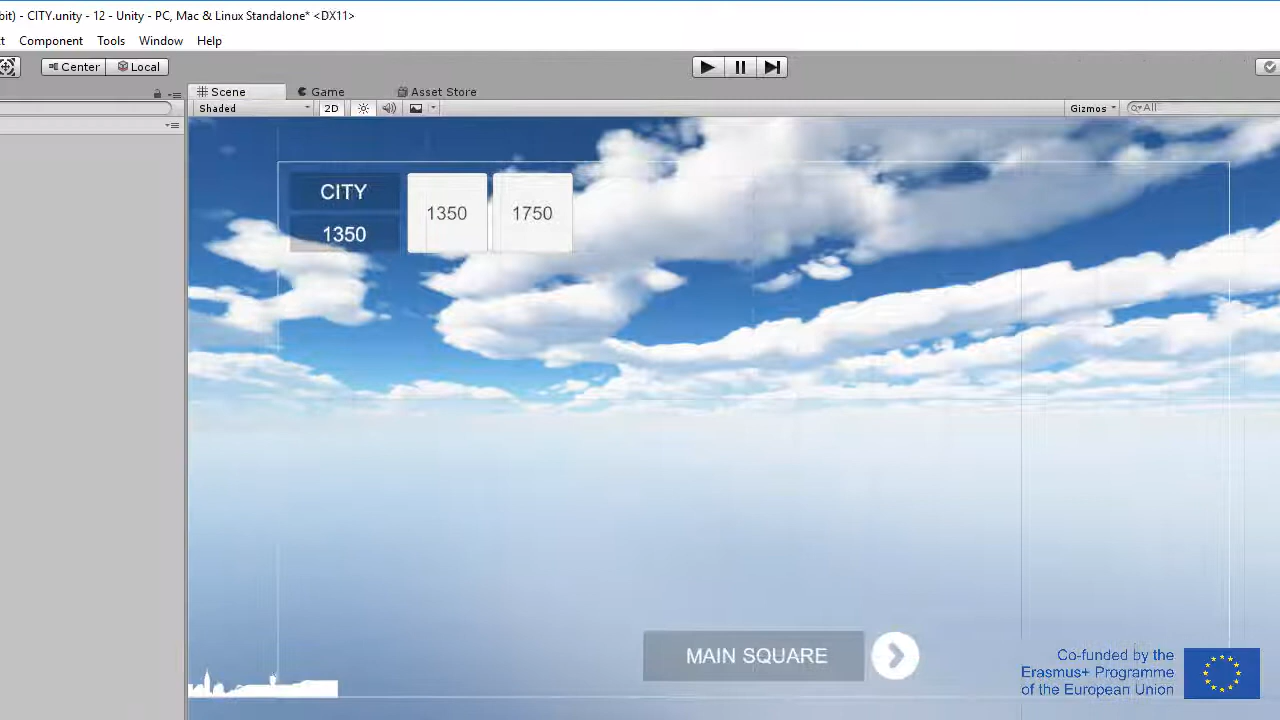 bit) - CITY.unity - 12 - Unity - PC, Mac & Linux Standalone* <DX11>
Component Tools Window Help
Center Local
Scene Game Asset Store
Shaded 2D Gizmos All
CITY
1350
1350
1750
MAIN SQUARE
Co-funded by the
Erasmus+ Programme
of the European Union